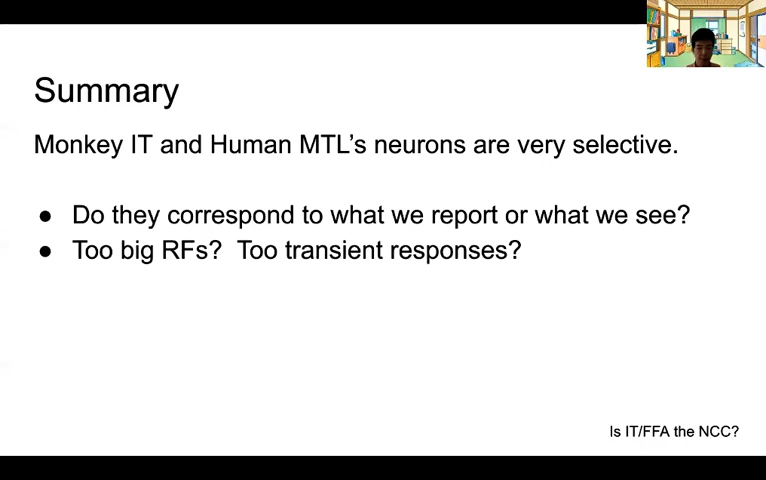 Summary
Monkey IT and Human MTL's neurons are very selective.
● Do they correspond to what we report or what we see?
● Too big RFs?  Too transient responses?
Is IT/FFA the NCC?